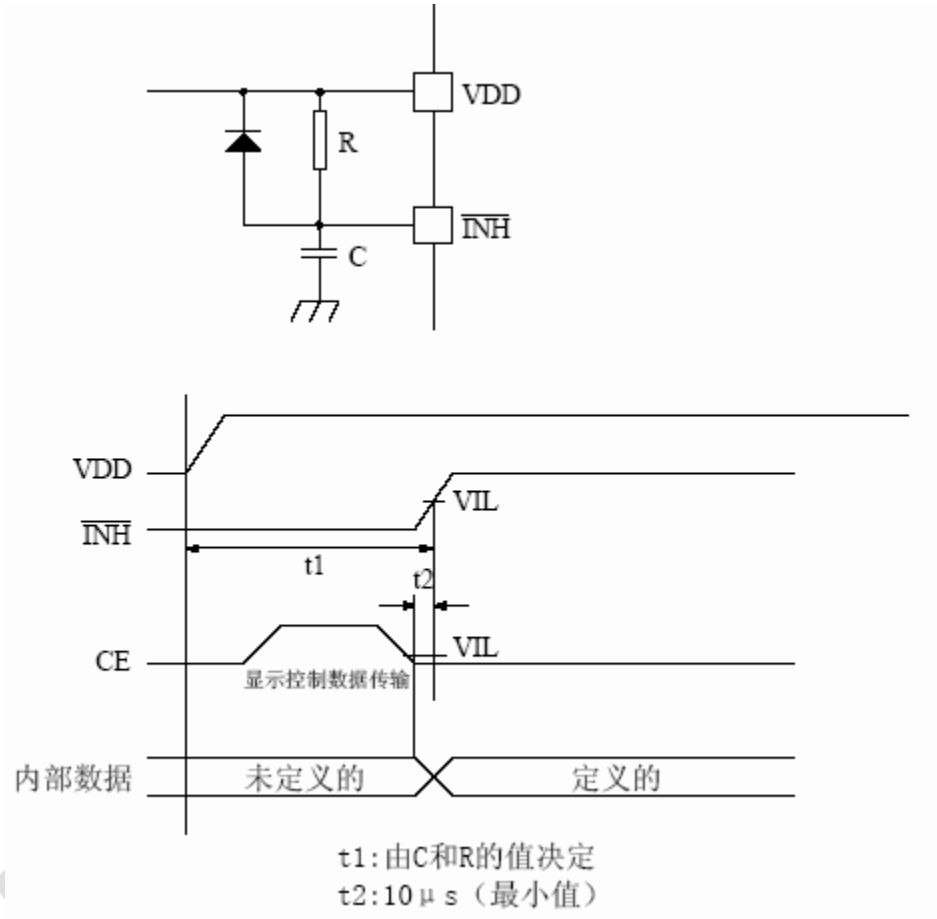 VDD
R
INH
C
VDD
VIL
INH
t1
t2
VIL
CE
显示控制数据传输
内部数据 未定义的 定义的
t1:由C和R的值决定
t2:10μs（最小值）